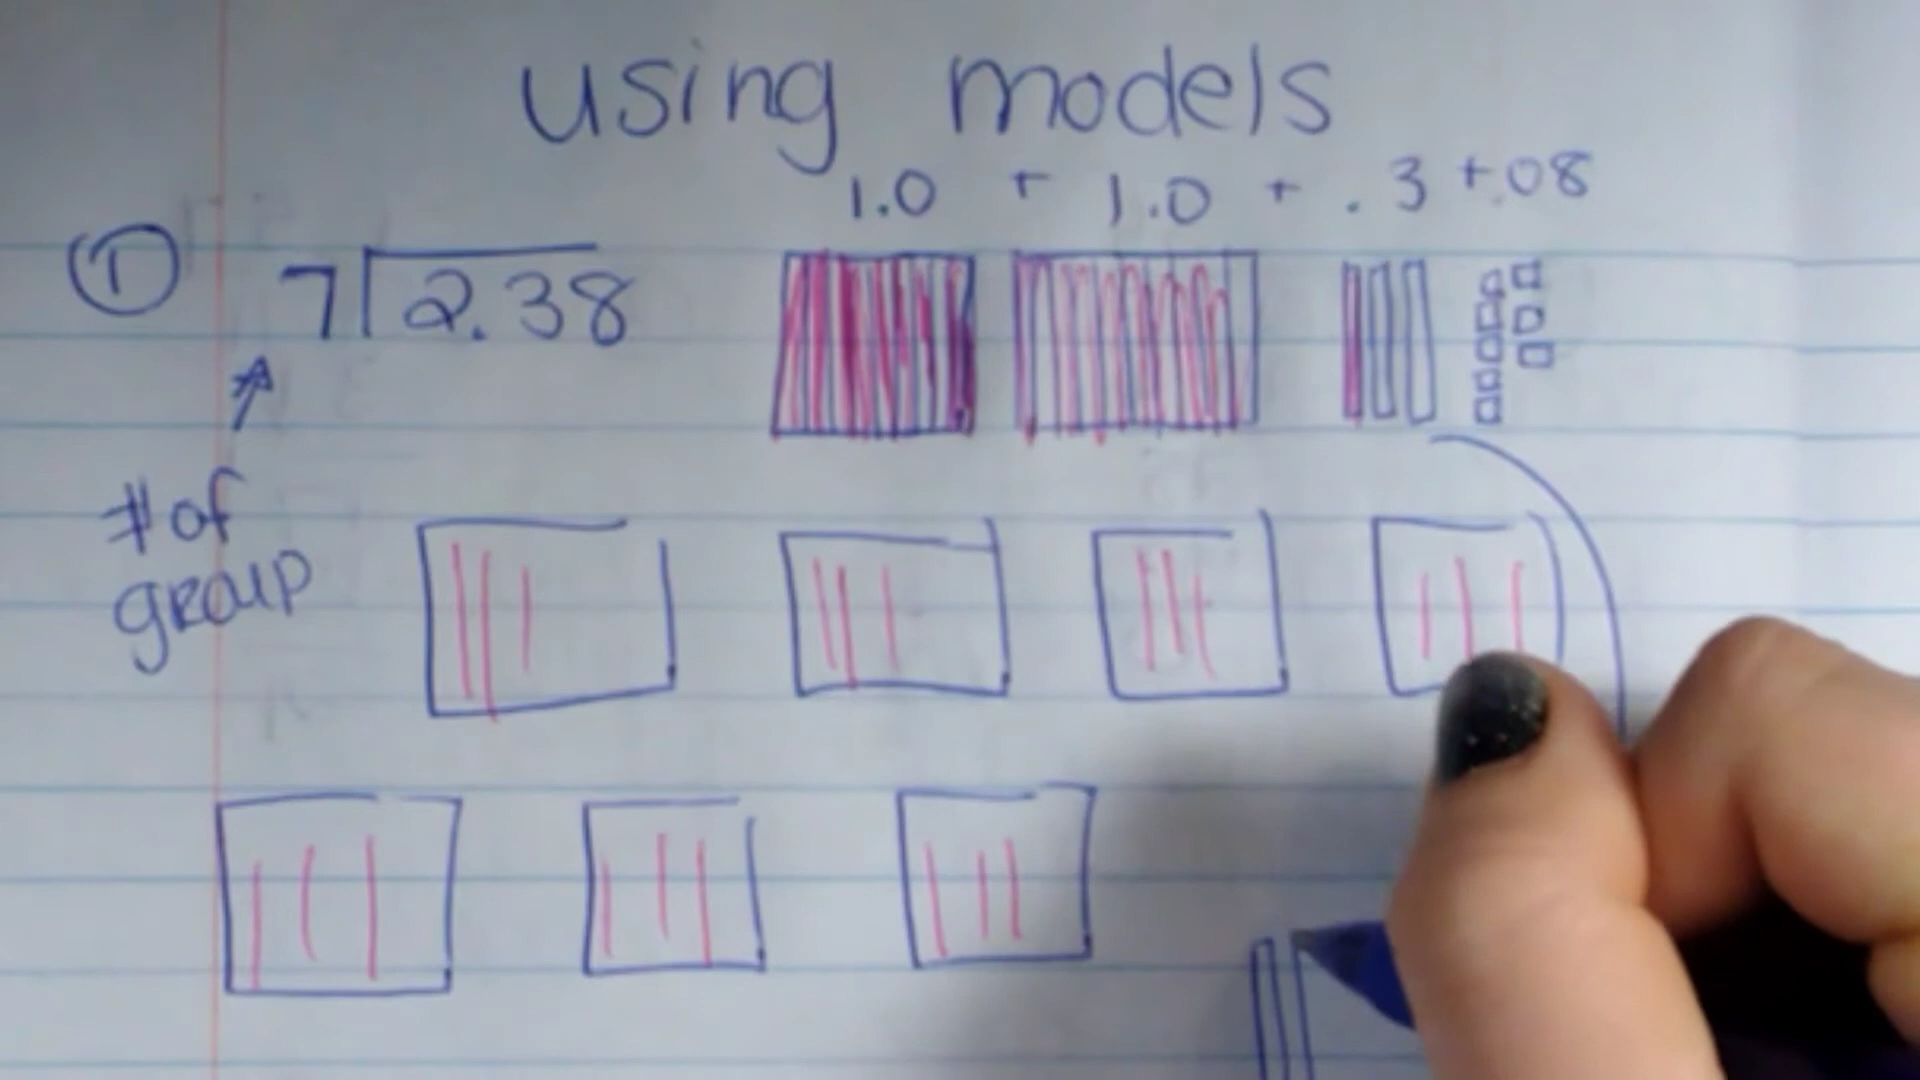 using models
1.0 + 1.0 + .3 +.08
1 7 2.38
# of
group